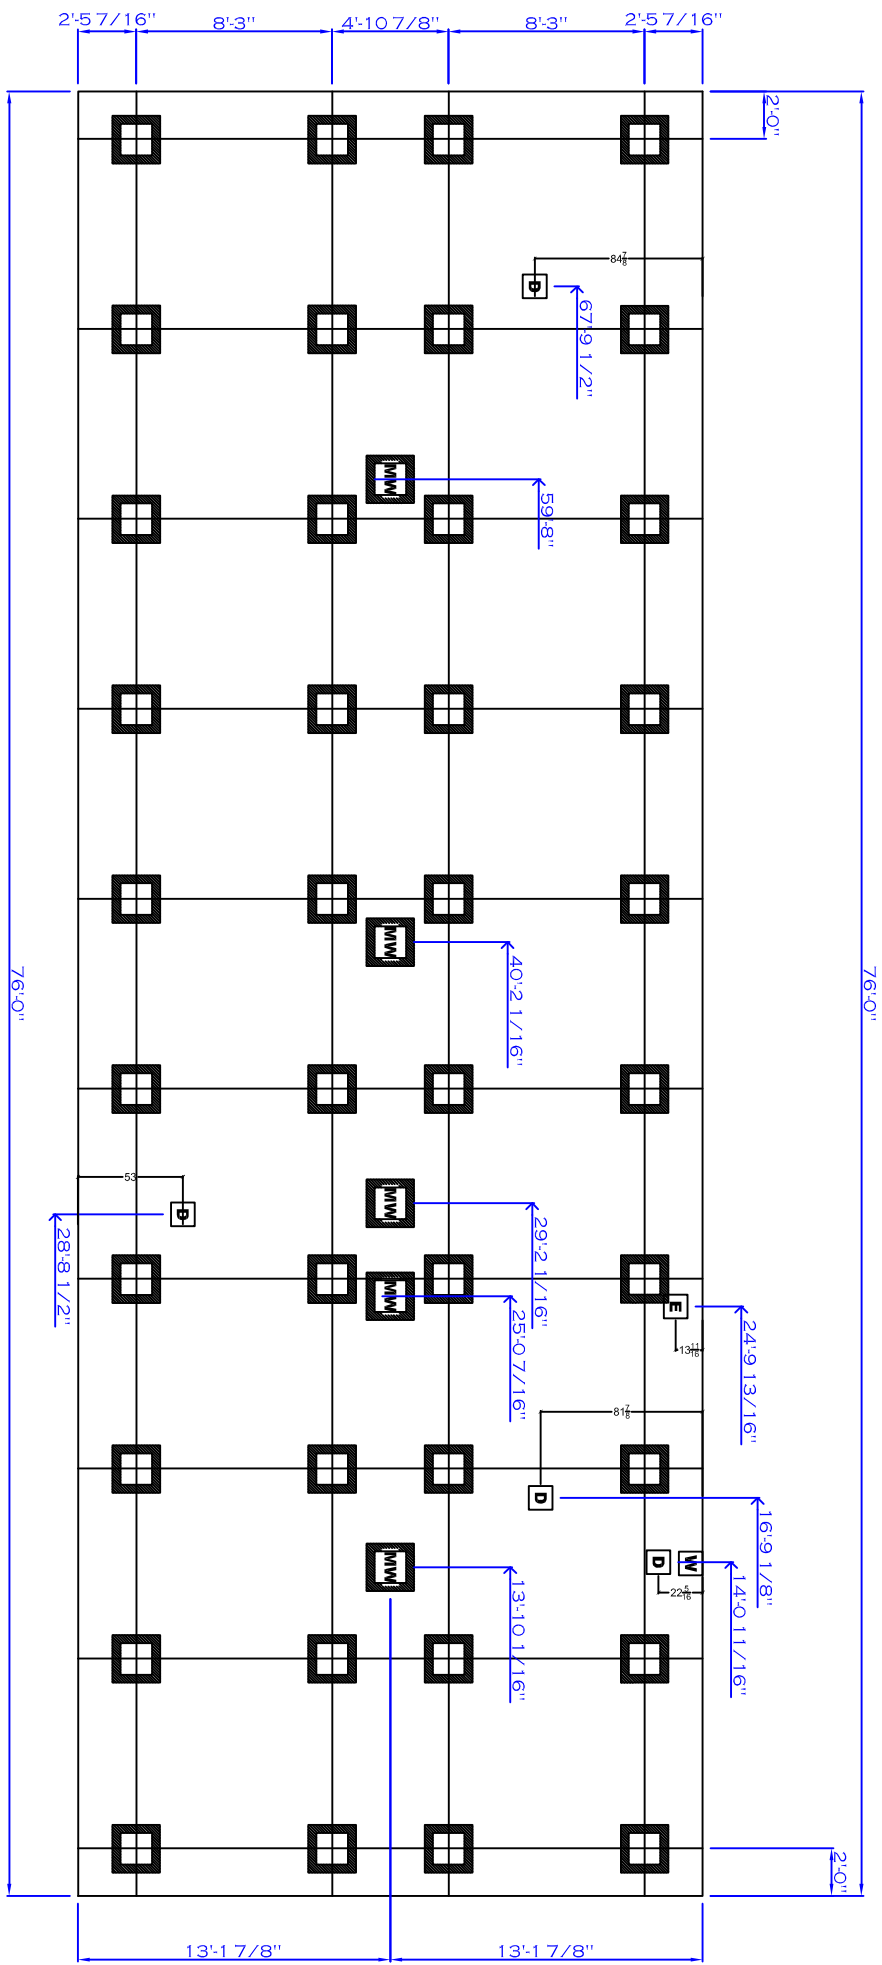 2'-5 7/16"
8'-3"
4'-10 7/8"
8'-3"
2'-5 7/16"
2'-0"
84 7/8
D
67'-9 1/2"
MW
59'-8"
MW
40'-2 1/16"
76'-0"
76'-0"
53
D
28'-8 1/2"
MW
29'-2 1/16"
MW
25'-0 7/16"
E
13 11/16
24'-9 13/16"
81 7/8
D
16'-9 1/8"
MW
13'-10 1/16"
D
W
22 5/16
14'-0 11/16"
2'-0"
13'-1 7/8"
13'-1 7/8"